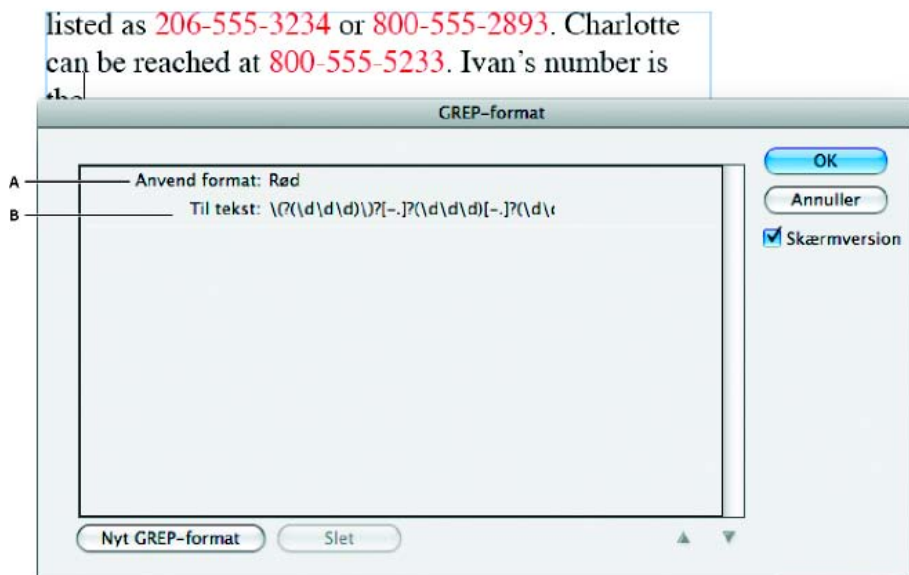 listed as 206-555-3234 or 800-555-2893. Charlotte
can be reached at 800-555-5233. Ivan's number is
the
GREP-format
A
Anvend format: Rød
B
Til tekst: \(?(\d\d\d)\)?[-.]?(\d\d\d)[-.]?(\d\
OK
Annuller
Skærmversion
Nyt GREP-format
Slet